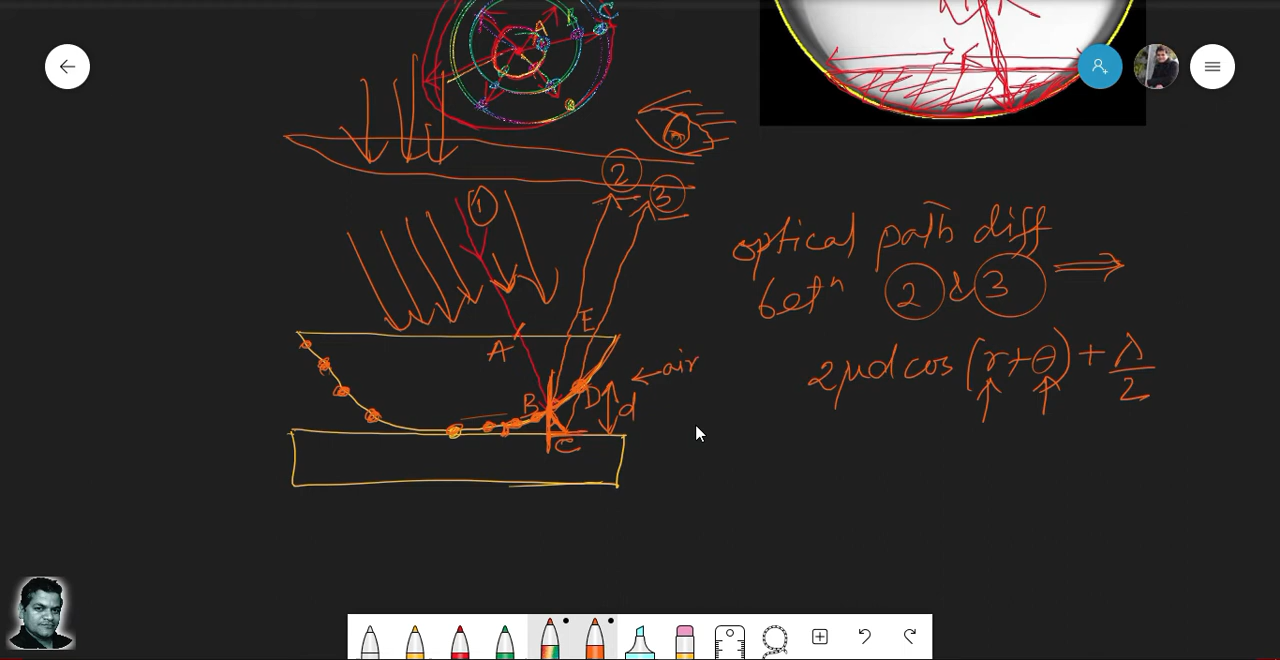 A
C
2
3
1
optical path diff
betⁿ 2 & 3 ⇒
2μd cos (r+θ) + λ/2
A
E
B
D
d
← air
C